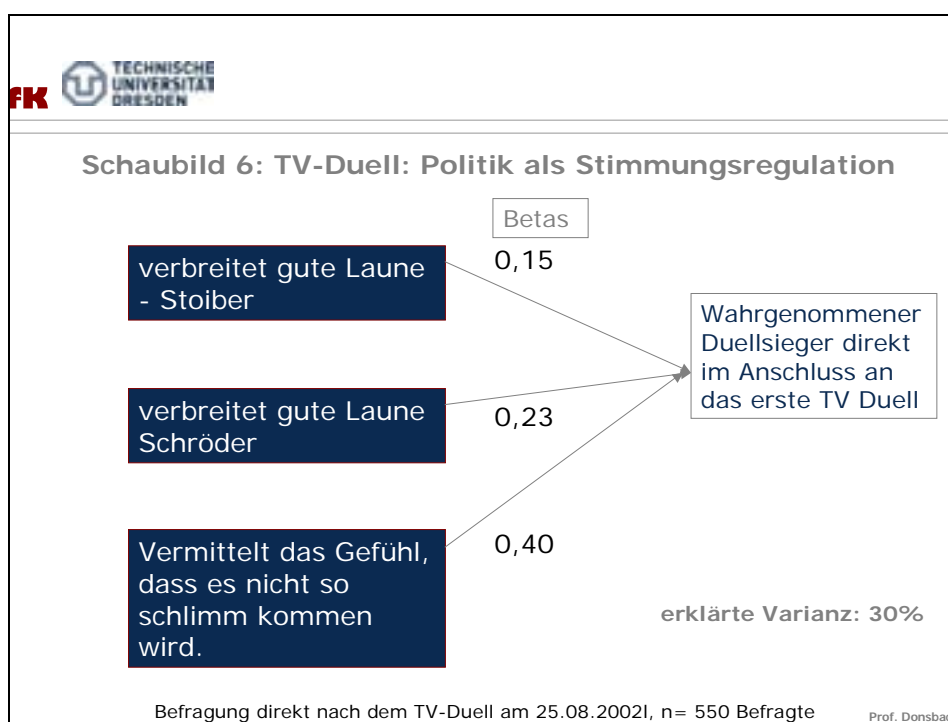 fK
TECHNISCHE
UNIVERSITÄT
DRESDEN
Schaubild 6: TV-Duell: Politik als Stimmungsregulation
Betas
verbreitet gute Laune
- Stoiber
0,15
Wahrgenommener
Duellsieger direkt
im Anschluss an
das erste TV Duell
verbreitet gute Laune
Schröder
0,23
Vermittelt das Gefühl,
dass es nicht so
schlimm kommen
wird.
0,40
erklärte Varianz: 30%
Befragung direkt nach dem TV-Duell am 25.08.2002I, n= 550 Befragte
Prof. Donsbac